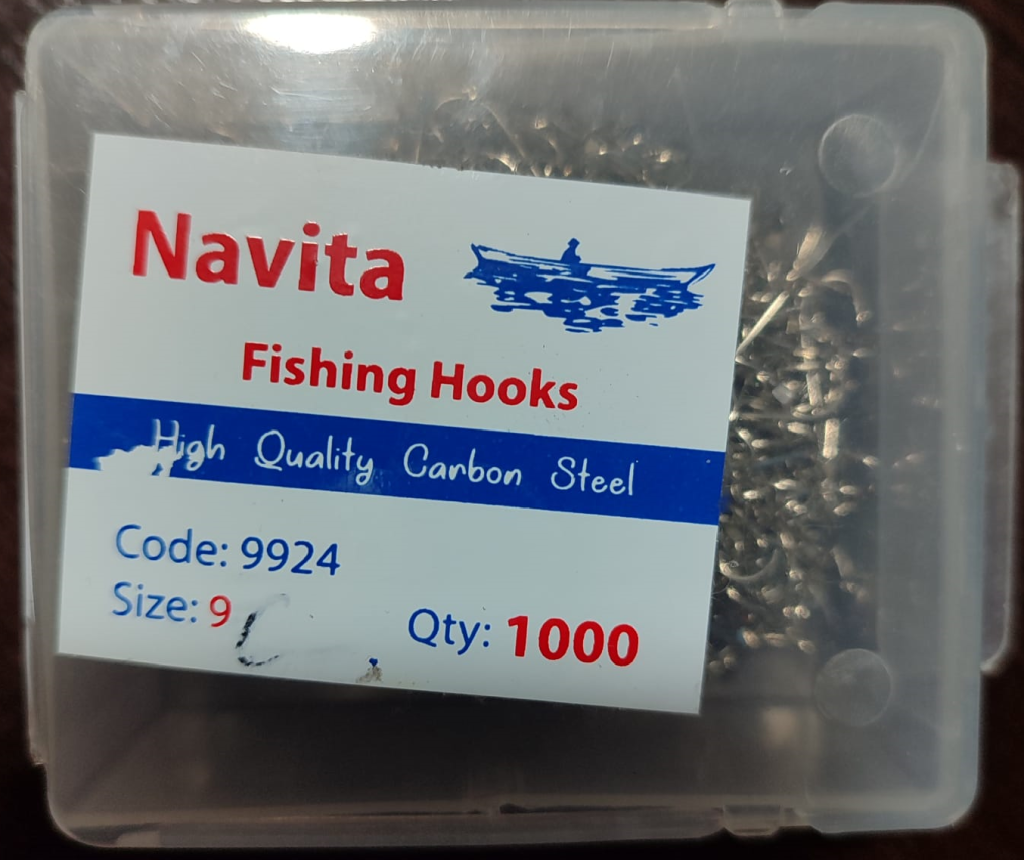 Navita
Fishing Hooks
High Quality Carbon Steel
Code: 9924
Size: 9
Qty: 1000